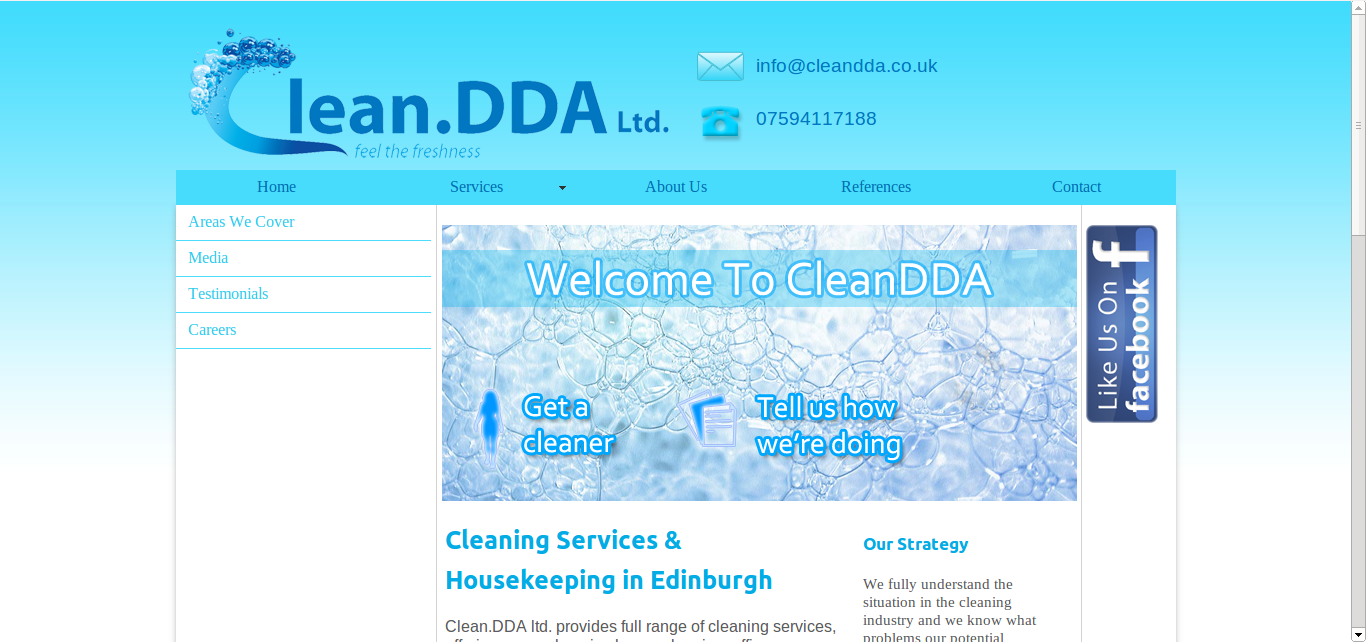 Clean.DDA Ltd.
feel the freshness
info@cleandda.co.uk
07594117188
Home
Services
About Us
References
Contact
Areas We Cover
Media
Testimonials
Careers
Welcome To CleanDDA
Get a
cleaner
Tell us how
we're doing
Like Us On
facebook
Cleaning Services &
Housekeeping in Edinburgh
Clean.DDA ltd. provides full range of cleaning services,
Our Strategy
We fully understand the
situation in the cleaning
industry and we know what
problems our potential